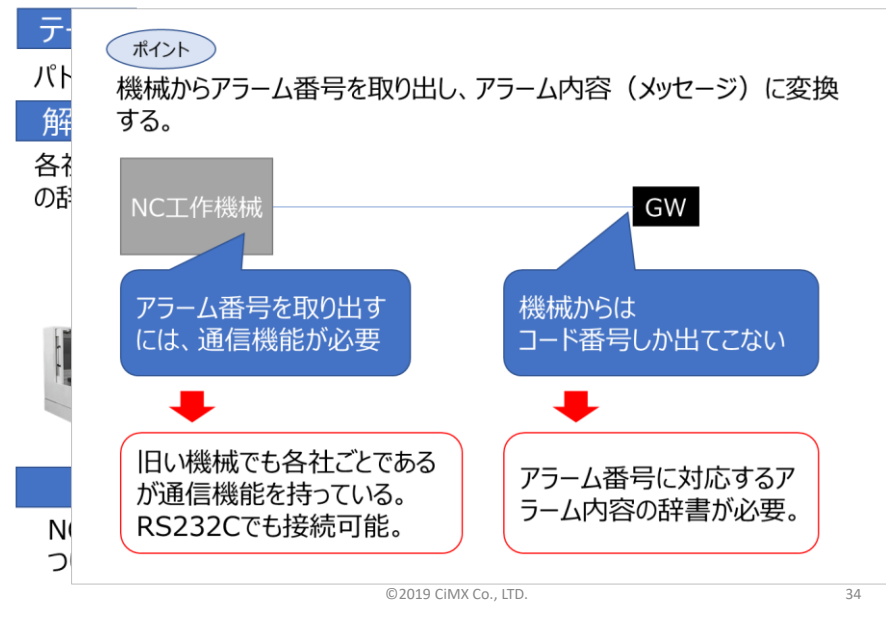 ポイント
機械からアラーム番号を取り出し、アラーム内容（メッセージ）に変換
する。
NC工作機械
GW
アラーム番号を取り出す
には、通信機能が必要
機械からは
コード番号しか出てこない
旧い機械でも各社ごとである
が通信機能を持っている。
RS232Cでも接続可能。
アラーム番号に対応するア
ラーム内容の辞書が必要。
テー
パト
解
各社
の辞
NC
つ
©2019 CiMX Co., LTD.
34